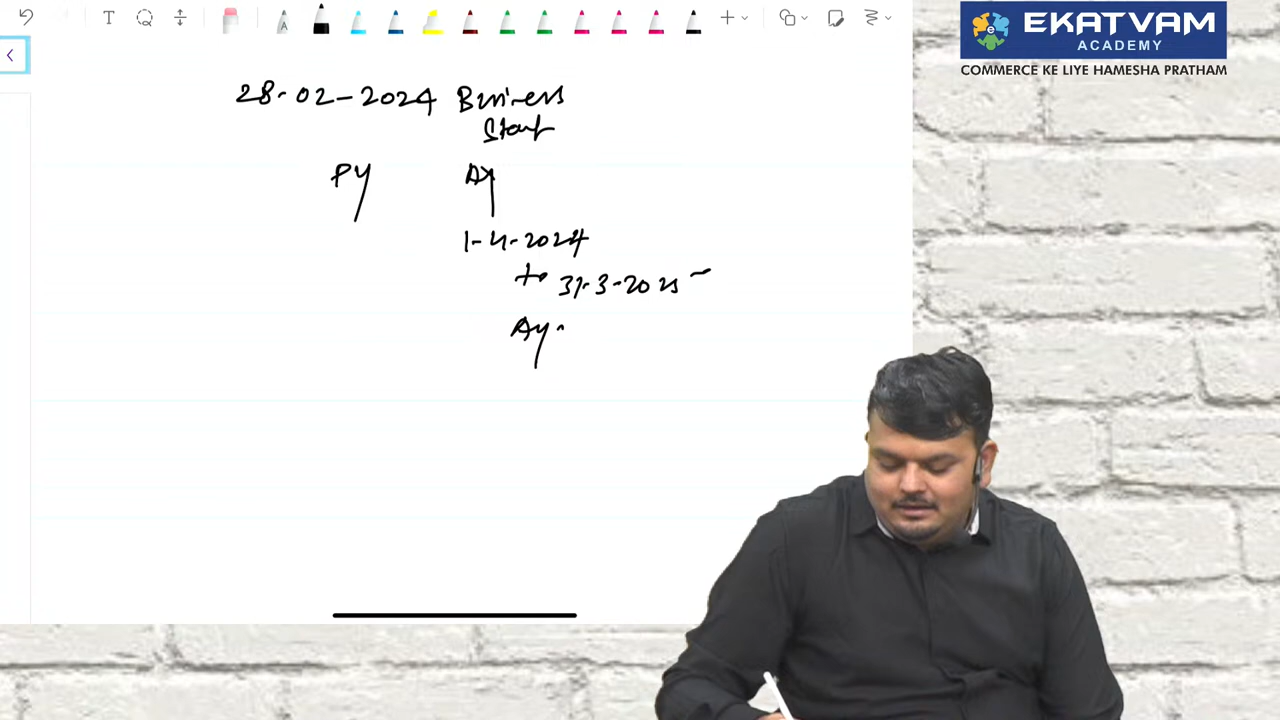 EKATVAM
ACADEMY
COMMERCE KE LIYE HAMESHA PRATHAM
28-02-2024 Business
Start
PY AY
1-4-2024
to 31-3-2025
AY-